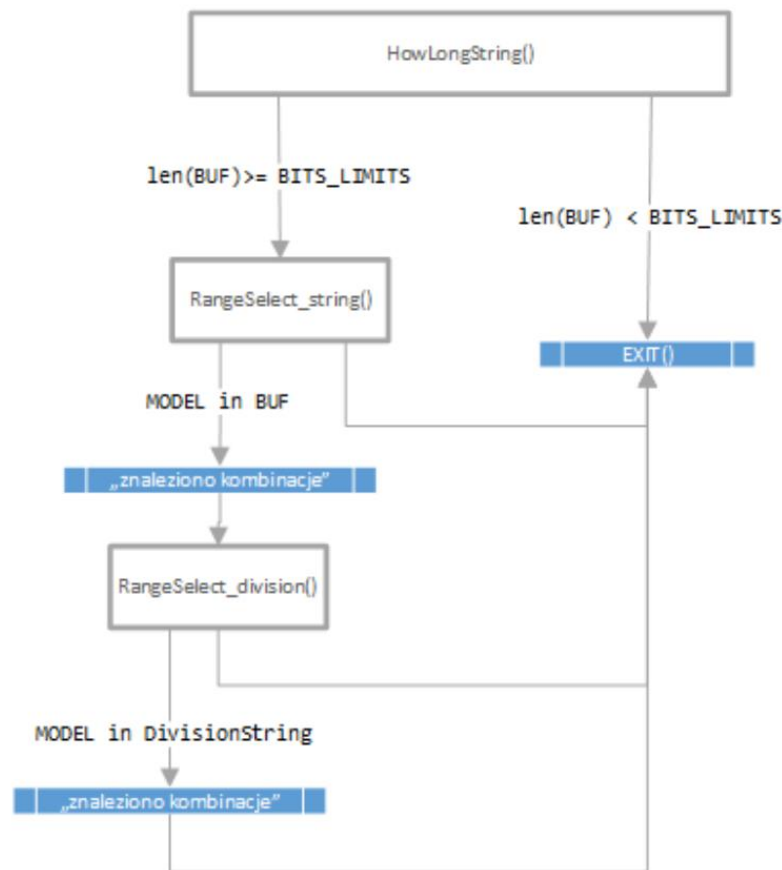 HowLongString()
len(BUF)>= BITS_LIMITS
len(BUF) < BITS_LIMITS
RangeSelect_string()
EXIT()
MODEL in BUF
„znaleziono kombinacje”
RangeSelect_division()
MODEL in DivisionString
„znaleziono kombinacje”